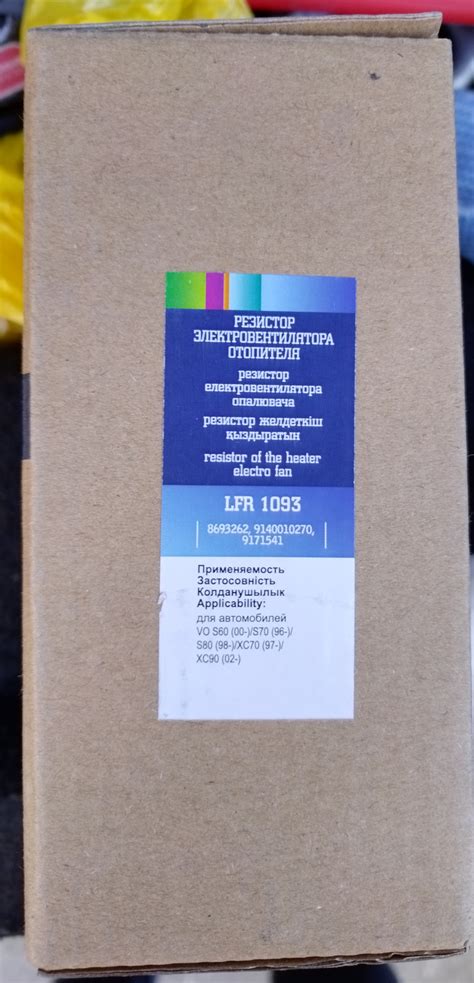 РЕЗИСТОР
ЭЛЕКТРОВЕНТИЛЯТОРА
ОТОПИТЕЛЯ
резистор
електровентилятора
опалювача
резистор желдеткіш
қыздыратын
resistor of the heater
electro fan
LFR 1093
8693262, 9140010270,
9171541
Применяемость
Застосовність
Колданушылык
Applicability:
для автомобилей
VO S60 (00-)/S70 (96-)/
S80 (98-)/XC70 (97-)/
XC90 (02-)